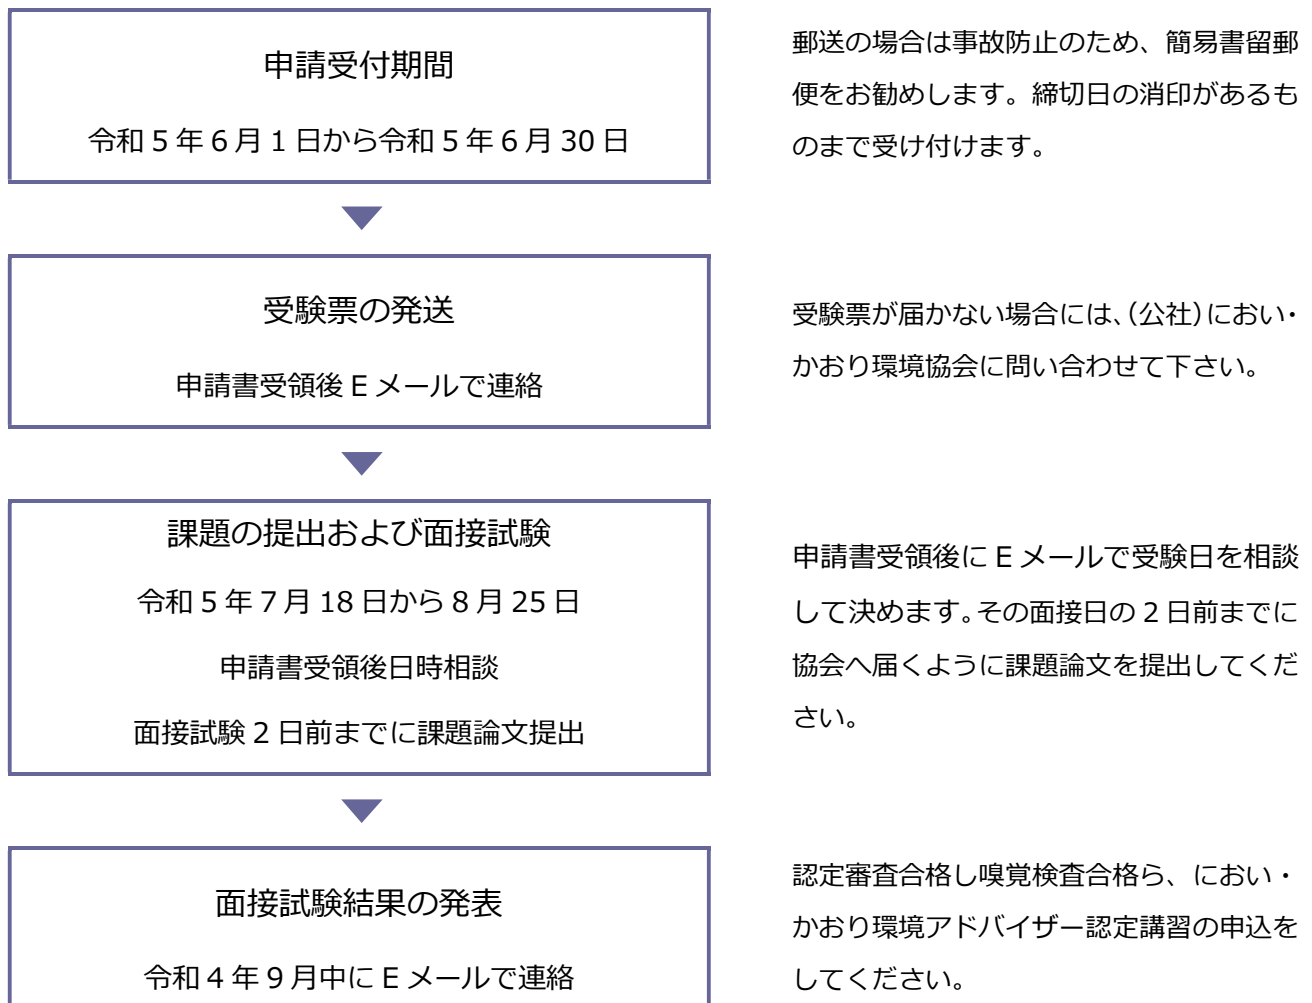 申請受付期間
令和 5 年 6 月 1 日から令和 5 年 6 月 30 日
郵送の場合は事故防止のため、簡易書留郵
便をお勧めします。締切日の消印があるも
のまで受け付けます。
受験票の発送
申請書受領後 E メールで連絡
受験票が届かない場合には、（公社）におい・
かおり環境協会に問い合わせて下さい。
課題の提出および面接試験
令和 5 年 7 月 18 日から 8 月 25 日
申請書受領後日時相談
面接試験 2 日前までに課題論文提出
申請書受領後に E メールで受験日を相談
して決めます。その面接日の 2 日前までに
協会へ届くように課題論文を提出してくだ
さい。
面接試験結果の発表
令和 4 年 9 月中に E メールで連絡
認定審査合格し嗅覚検査合格ら、におい・
かおり環境アドバイザー認定講習の申込を
してください。